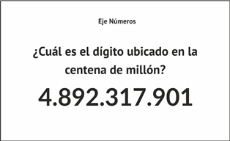 Eje Números
¿Cuál es el dígito ubicado en la
centena de millón?
4.892.317.901